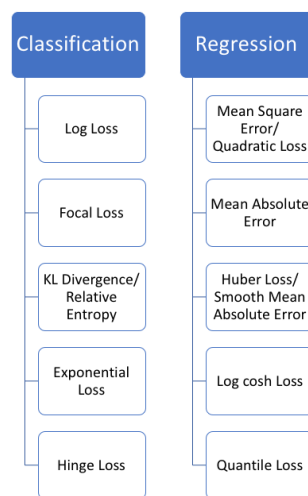 Classification
Log Loss
Focal Loss
KL Divergence/
Relative
Entropy
Exponential
Loss
Hinge Loss
Regression
Mean Square
Error/
Quadratic Loss
Mean Absolute
Error
Huber Loss/
Smooth Mean
Absolute Error
Log cosh Loss
Quantile Loss